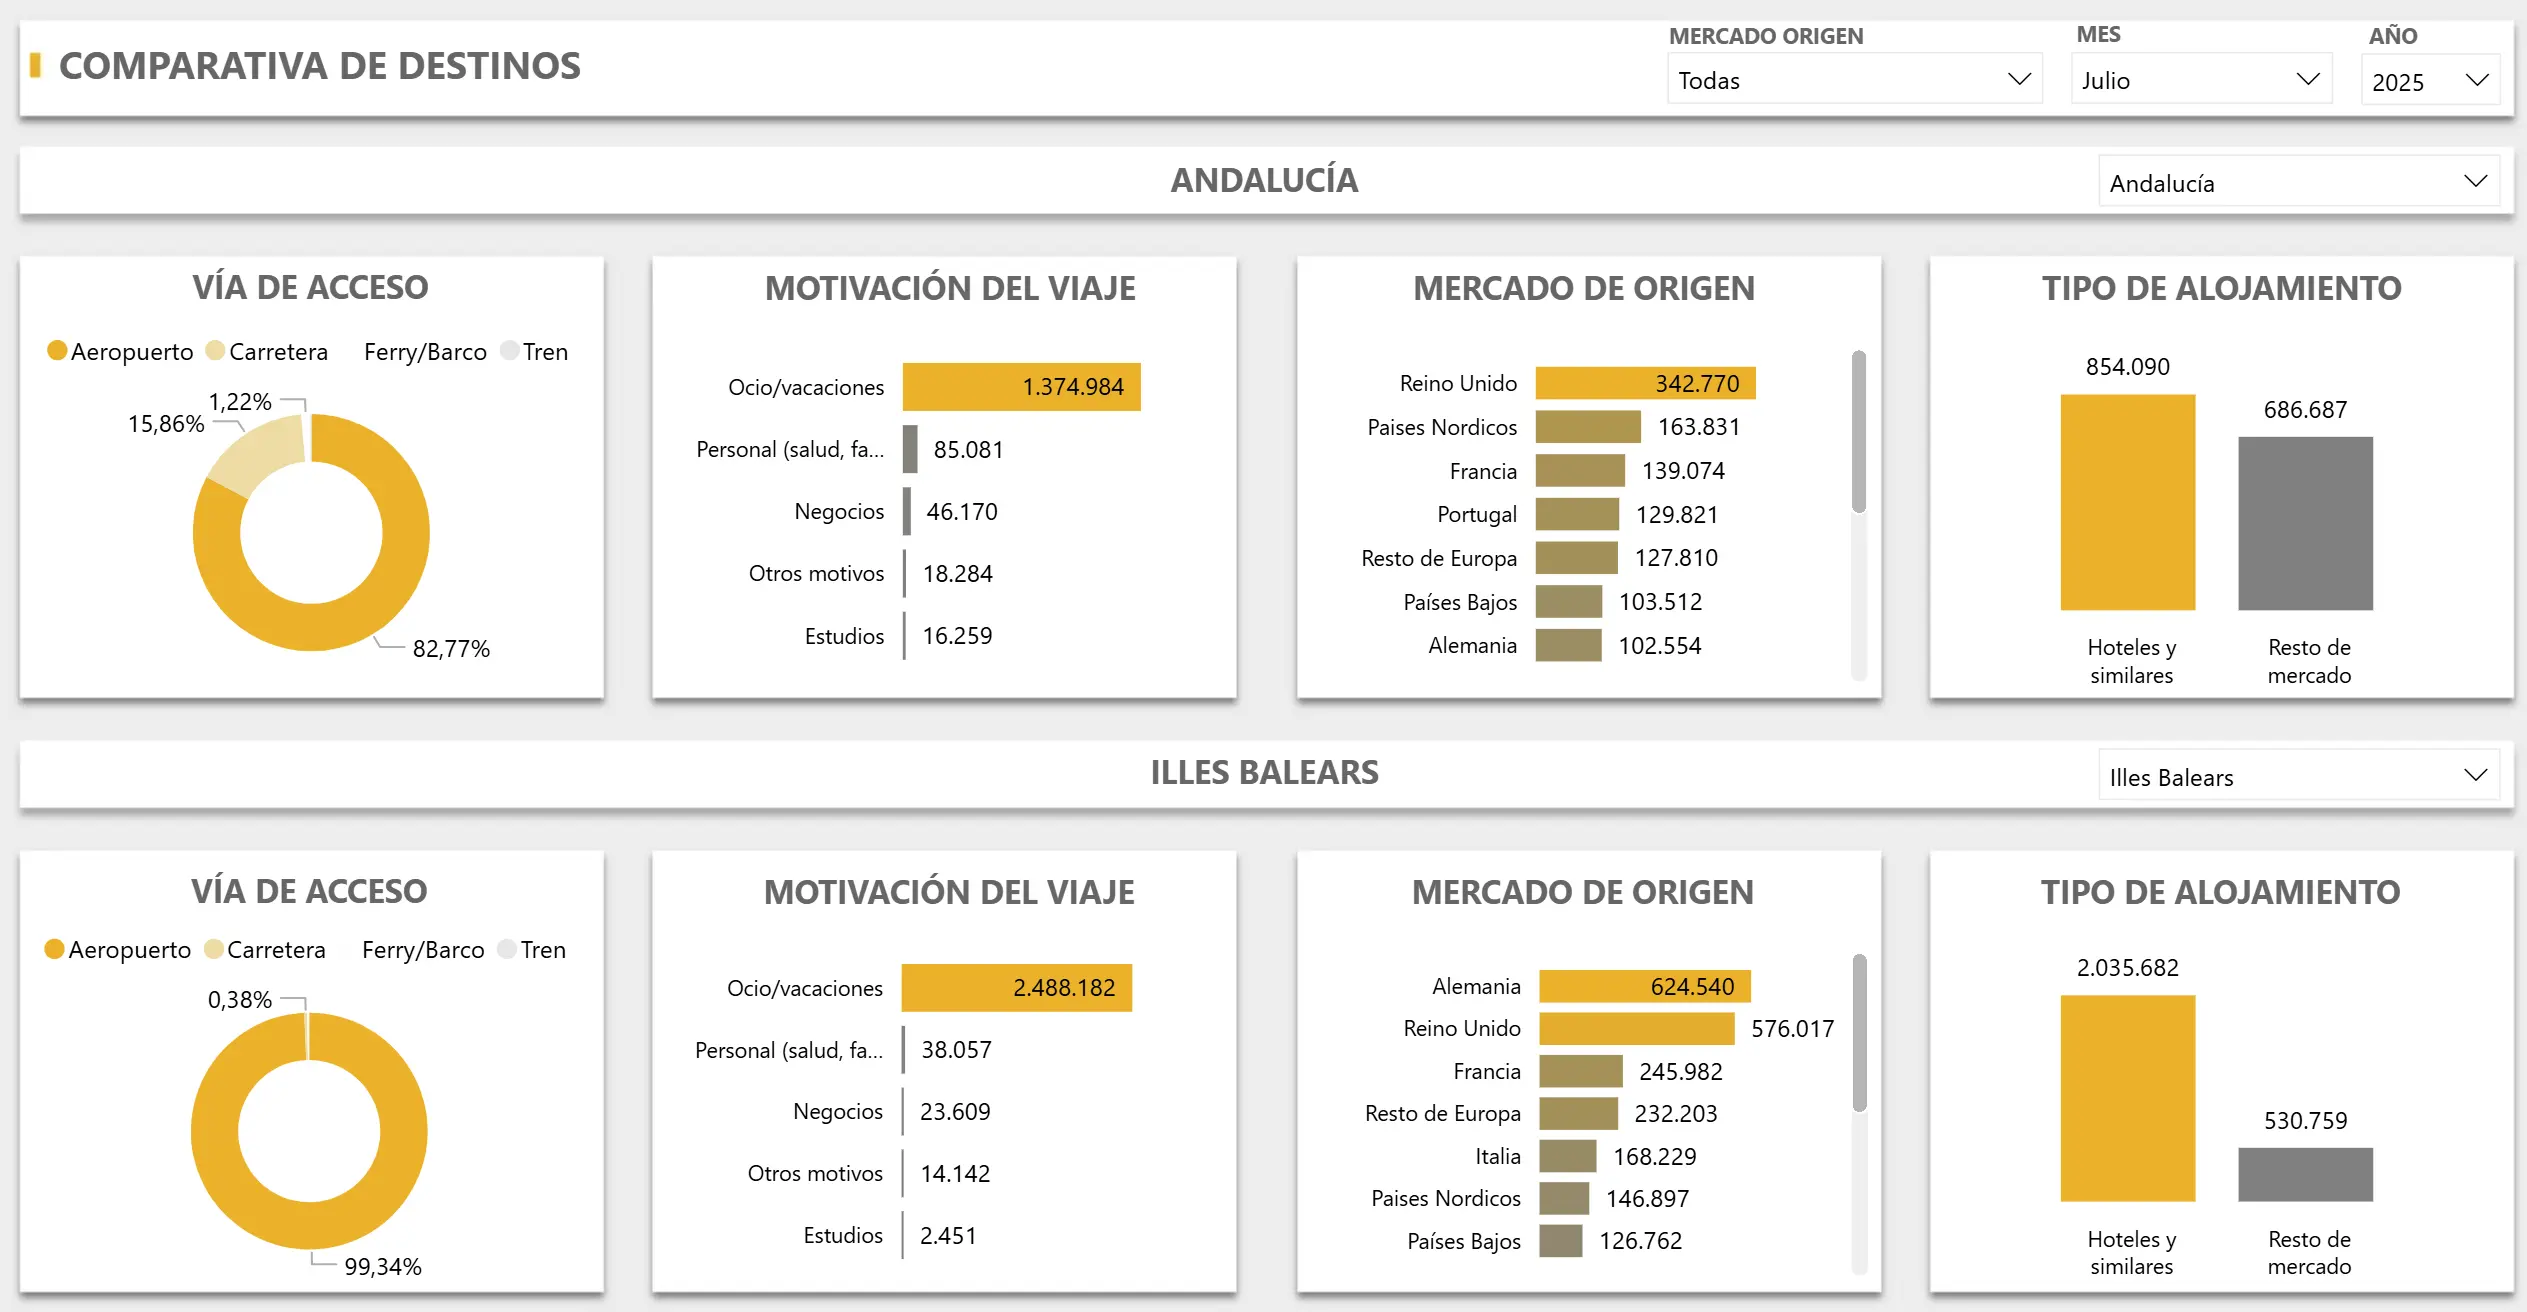 COMPARATIVA DE DESTINOS
MERCADO ORIGEN
Todas
MES
Julio
AÑO
2025
ANDALUCÍA
Andalucía
VÍA DE ACCESO
Aeropuerto Carretera Ferry/Barco Tren
1,22%
15,86%
82,77%
MOTIVACIÓN DEL VIAJE
Ocio/vacaciones 1.374.984
Personal (salud, fa... 85.081
Negocios 46.170
Otros motivos 18.284
Estudios 16.259
MERCADO DE ORIGEN
Reino Unido 342.770
Paises Nordicos 163.831
Francia 139.074
Portugal 129.821
Resto de Europa 127.810
Países Bajos 103.512
Alemania 102.554
TIPO DE ALOJAMIENTO
854.090
686.687
Hoteles y
similares
Resto de
mercado
ILLES BALEARS
Illes Balears
VÍA DE ACCESO
Aeropuerto Carretera Ferry/Barco Tren
0,38%
99,34%
MOTIVACIÓN DEL VIAJE
Ocio/vacaciones 2.488.182
Personal (salud, fa... 38.057
Negocios 23.609
Otros motivos 14.142
Estudios 2.451
MERCADO DE ORIGEN
Alemania 624.540
Reino Unido 576.017
Francia 245.982
Resto de Europa 232.203
Italia 168.229
Paises Nordicos 146.897
Países Bajos 126.762
TIPO DE ALOJAMIENTO
2.035.682
530.759
Hoteles y
similares
Resto de
mercado